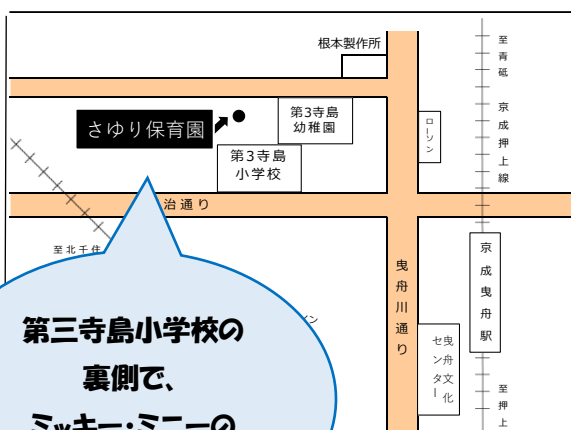 根本製作所
至青砥
さゆり保育園
第3寺島
幼稚園
ローソン
京成押上線
第3寺島
小学校
治通り
至北千住
京成曳舟駅
曳舟川通り
第三寺島小学校の
裏側で、
ミッキー・ミニーの
曳舟文化
センター
至押上